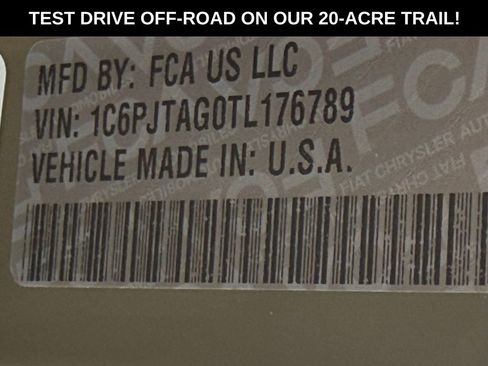 TEST DRIVE OFF-ROAD ON OUR 20-ACRE TRAIL!
MFD BY: FCA US LLC
VIN: 1C6PJTAG0TL176789
VEHICLE MADE IN: U.S.A.